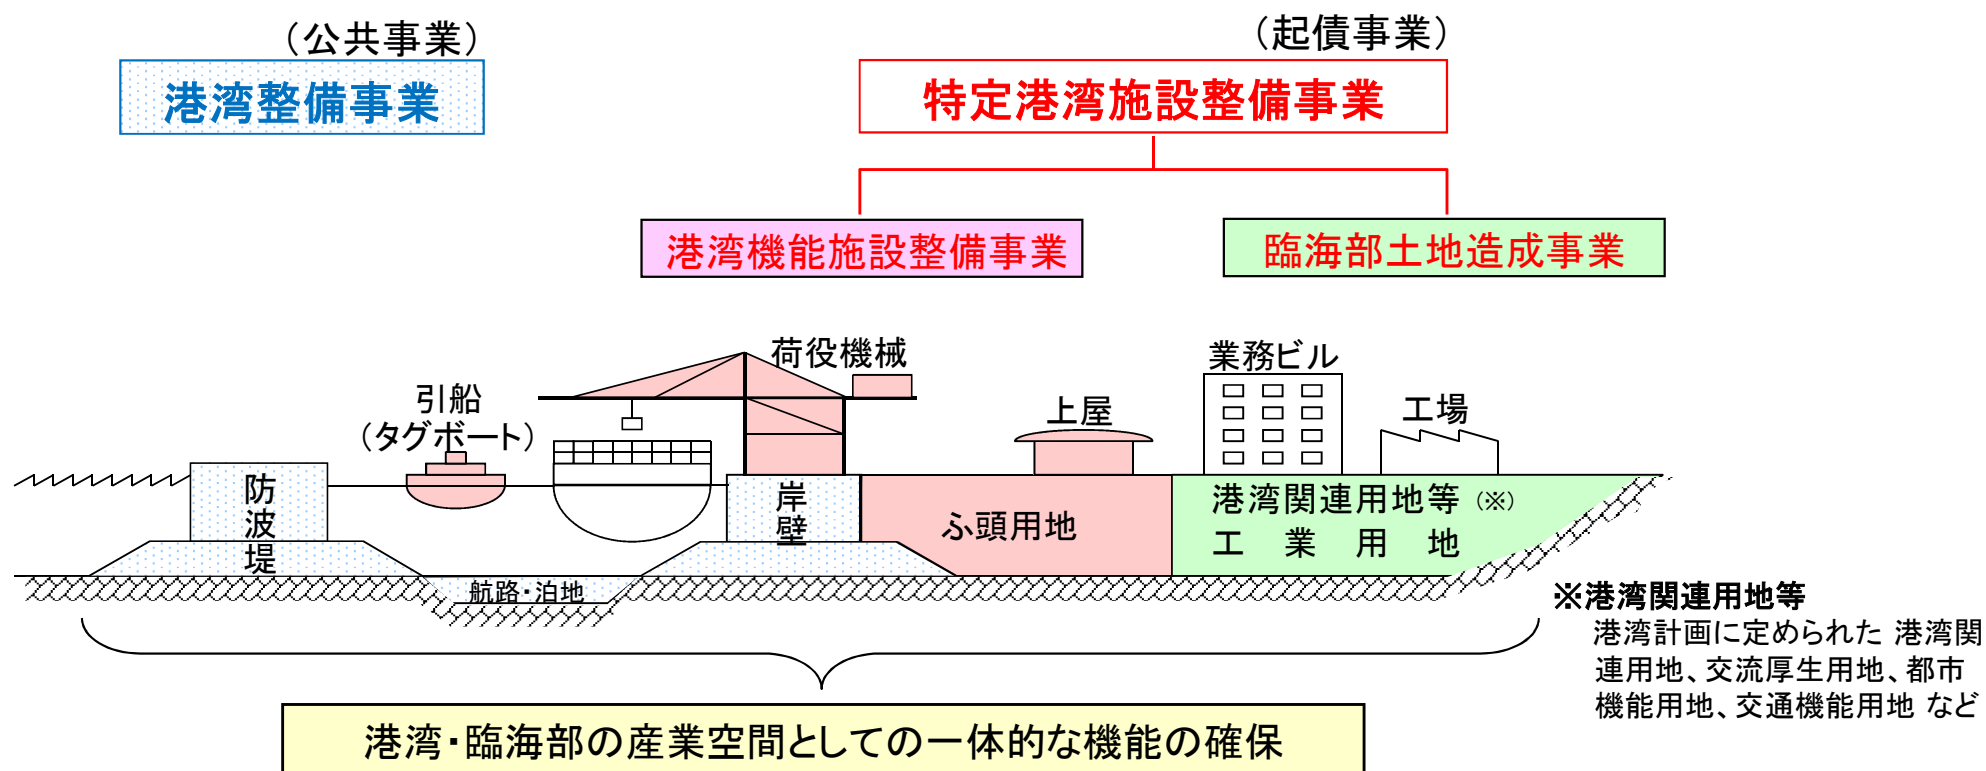 （公共事業）
港湾整備事業
（起債事業）
特定港湾施設整備事業
港湾機能施設整備事業
臨海部土地造成事業
引船
（タグボート）
荷役機械
上屋
業務ビル
工場
防波堤
岸壁
航路・泊地
ふ頭用地
港湾関連用地等（※）
工業用地
※港湾関連用地等
港湾計画に定められた 港湾関
連用地、交流厚生用地、都市
機能用地、交通機能用地 など
港湾・臨海部の産業空間としての一体的な機能の確保